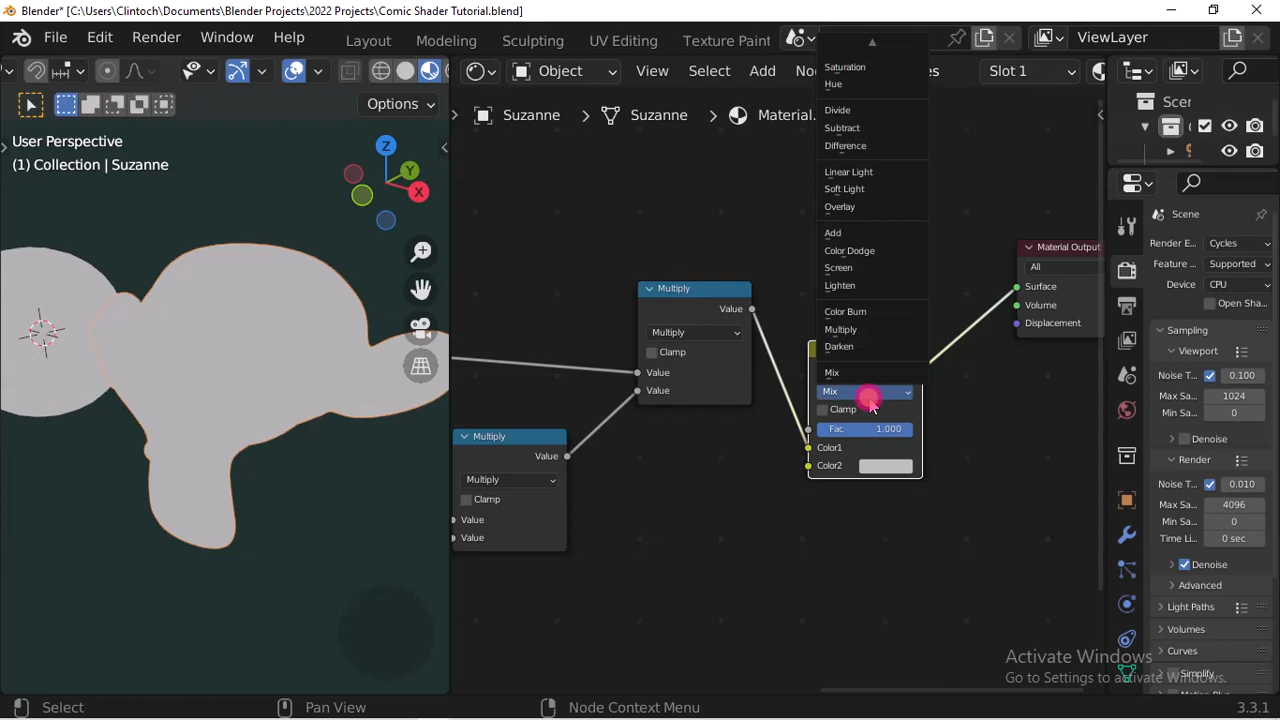 Blender* [C:\Users\Clintoch\Documents\Blender Projects\2022 Projects\Comic Shader Tutorial.blend]
File Edit Render Window Help Layout Modeling Sculpting UV Editing Texture Paint ViewLayer
Object View Select Add Slot 1
Options
Suzanne Suzanne Material.
User Perspective
(1) Collection | Suzanne
Z
Y
X
Saturation
Hue
Divide
Subtract
Difference
Linear Light
Soft Light
Overlay
Add
Color Dodge
Screen
Lighten
Color Burn
Multiply
Darken
Mix
Mix
Clamp
Fac 1.000
Color1
Color2
Multiply
Value
Multiply
Clamp
Value
Value
Multiply
Value
Multiply
Clamp
Value
Value
Material Output
All
Surface
Volume
Displacement
Scene
Render E... Cycles
Feature ... Supported
Device CPU
Open Sha...
Sampling
Viewport
Noise T... 0.100
Max Sa... 1024
Min Sa... 0
Denoise
Render
Noise T... 0.010
Max Sa... 4096
Min Sa... 0
Time Li... 0 sec
Denoise
Advanced
Light Paths
Volumes
Curves
Simplify
Activate Windows
Go to Settings to activate Windows.
Select Pan View Node Context Menu 3.3.1